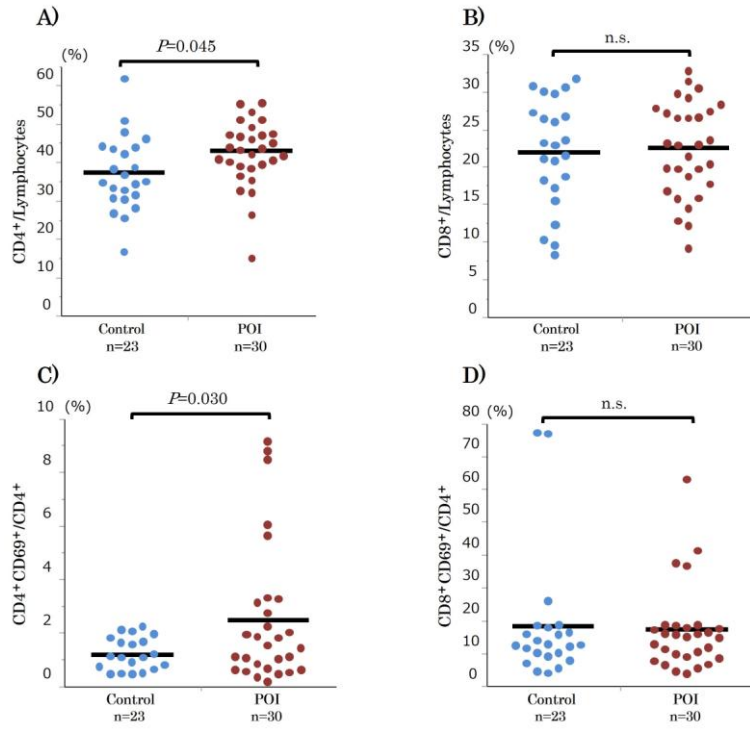 A)
P=0.045
(%)
60
50
40
30
20
10
0
CD4+/Lymphocytes
Control
n=23
POI
n=30
B)
n.s.
35 (%)
30
25
20
15
10
5
0
CD8+/Lymphocytes
Control
n=23
POI
n=30
C)
P=0.030
10 (%)
8
6
4
2
0
CD4+CD69+/CD4+
Control
n=23
POI
n=30
D)
n.s.
80 (%)
70
60
50
40
30
20
10
0
CD8+CD69+/CD4+
Control
n=23
POI
n=30